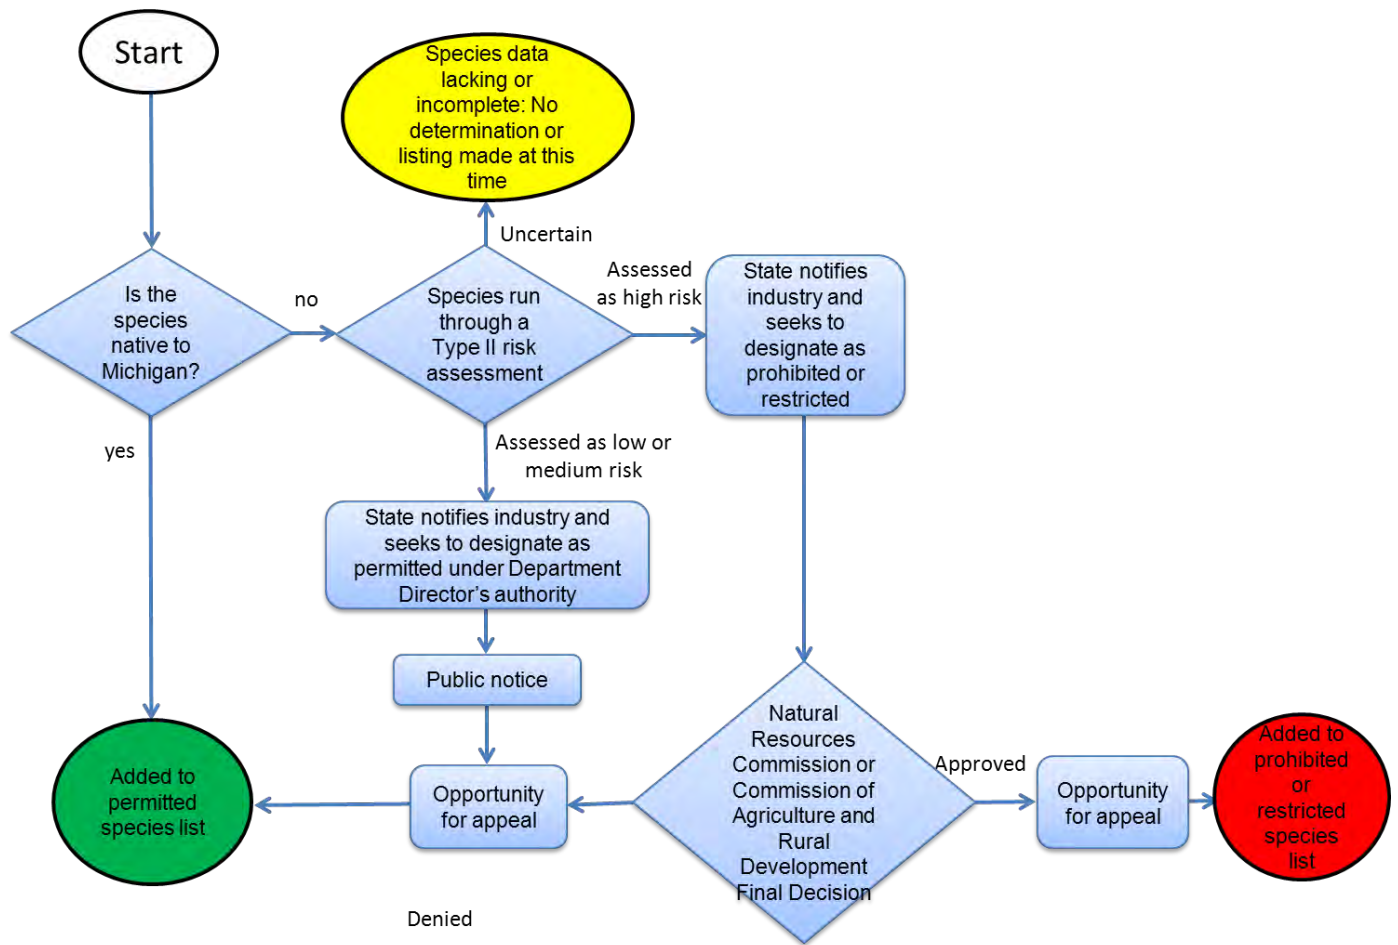 Start
Species data
lacking or
incomplete: No
determination or
listing made at this
time
Uncertain
Is the
species
native to
Michigan?
no
Species run
through a
Type II risk
assessment
Assessed
as high risk
State notifies
industry and
seeks to
designate as
prohibited or
restricted
yes
Assessed as low or
medium risk
State notifies industry and
seeks to designate as
permitted under Department
Director's authority
Public notice
Added to
permitted
species list
Opportunity
for appeal
Natural
Resources
Commission or
Commission of
Agriculture and
Rural
Development
Final Decision
Approved
Opportunity
for appeal
Added to
prohibited
or
restricted
species
list
Denied